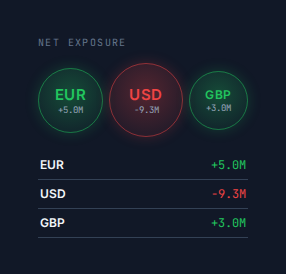 NET EXPOSURE
EUR USD GBP
+5.0M -9.3M +3.0M
EUR +5.0M
USD -9.3M
GBP +3.0M